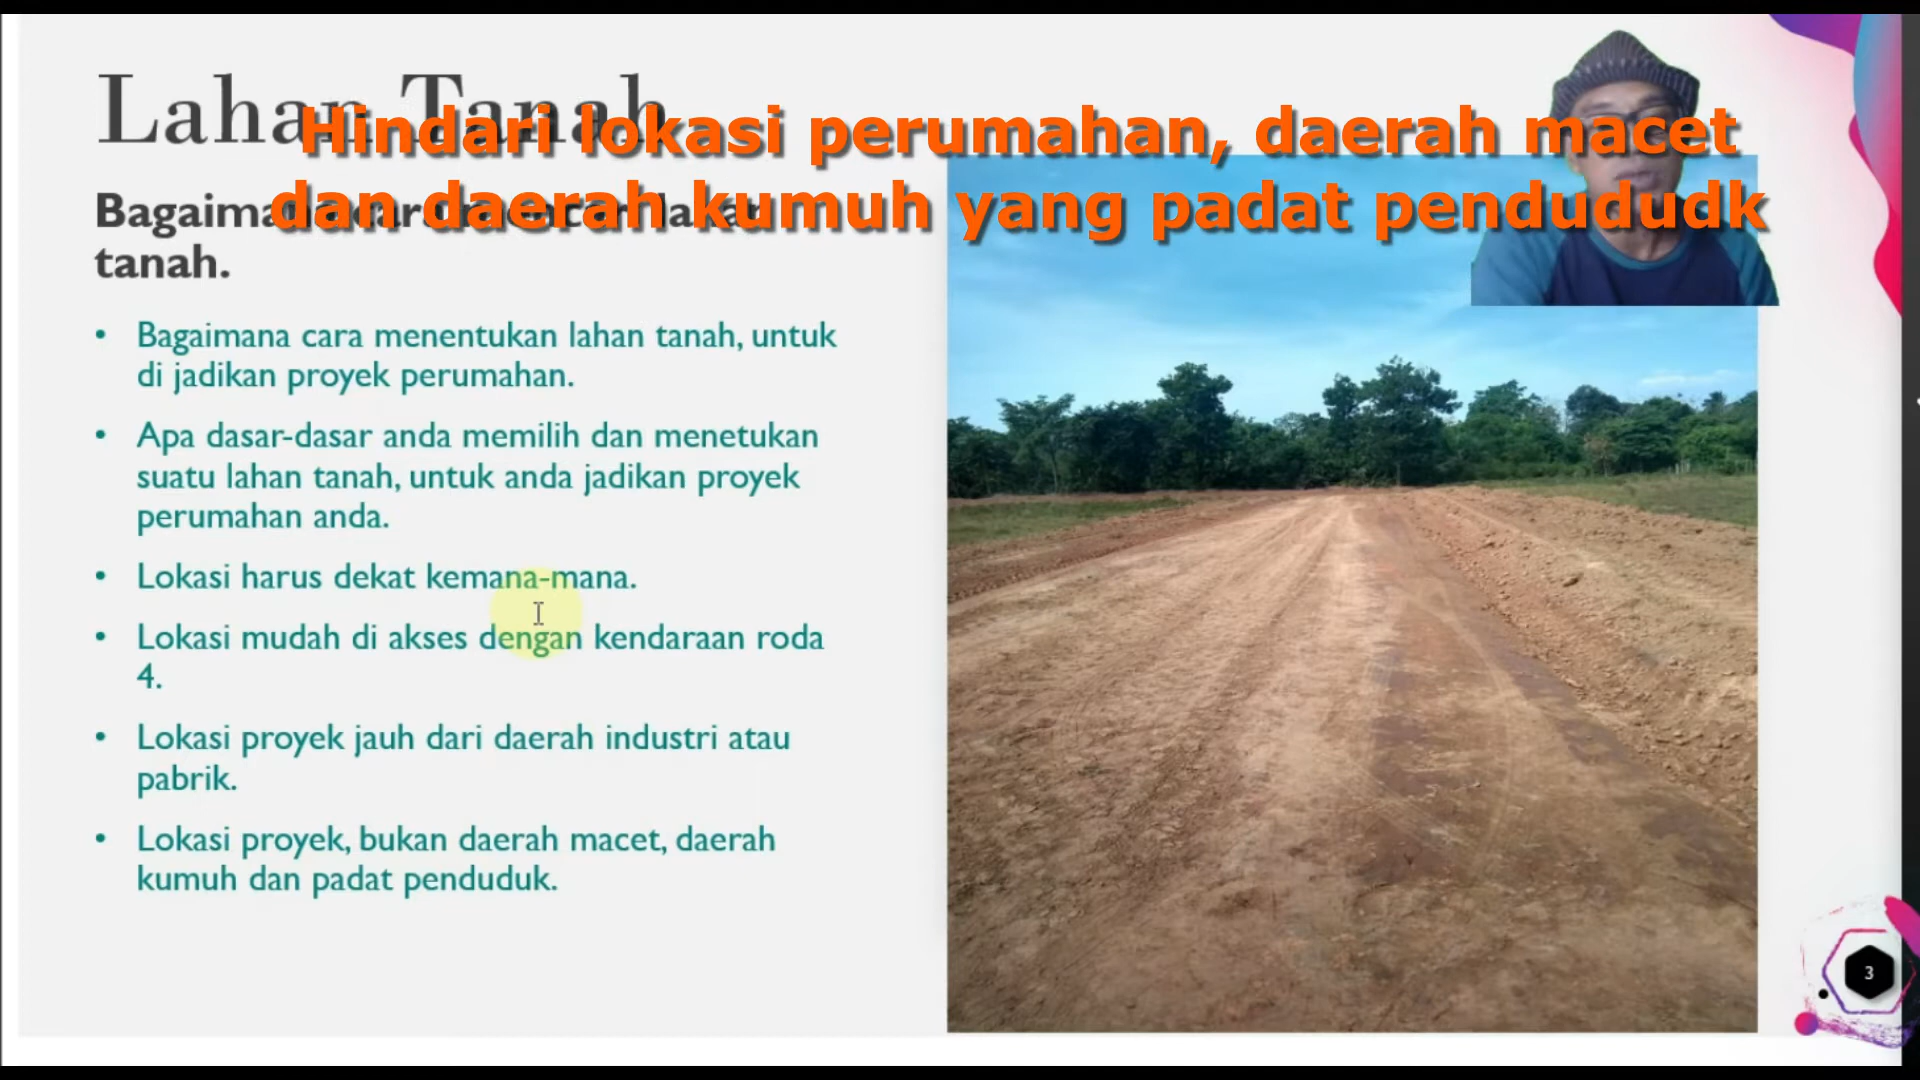 Lahan Tanah
Hindari lokasi perumahan, daerah macet
dan daerah kumuh yang padat pendududk
Bagaimana cara mencari lahan
tanah.
• Bagaimana cara menentukan lahan tanah, untuk
di jadikan proyek perumahan.
• Apa dasar-dasar anda memilih dan menetukan
suatu lahan tanah, untuk anda jadikan proyek
perumahan anda.
• Lokasi harus dekat kemana-mana.
• Lokasi mudah di akses dengan kendaraan roda
4.
• Lokasi proyek jauh dari daerah industri atau
pabrik.
• Lokasi proyek, bukan daerah macet, daerah
kumuh dan padat penduduk.
3